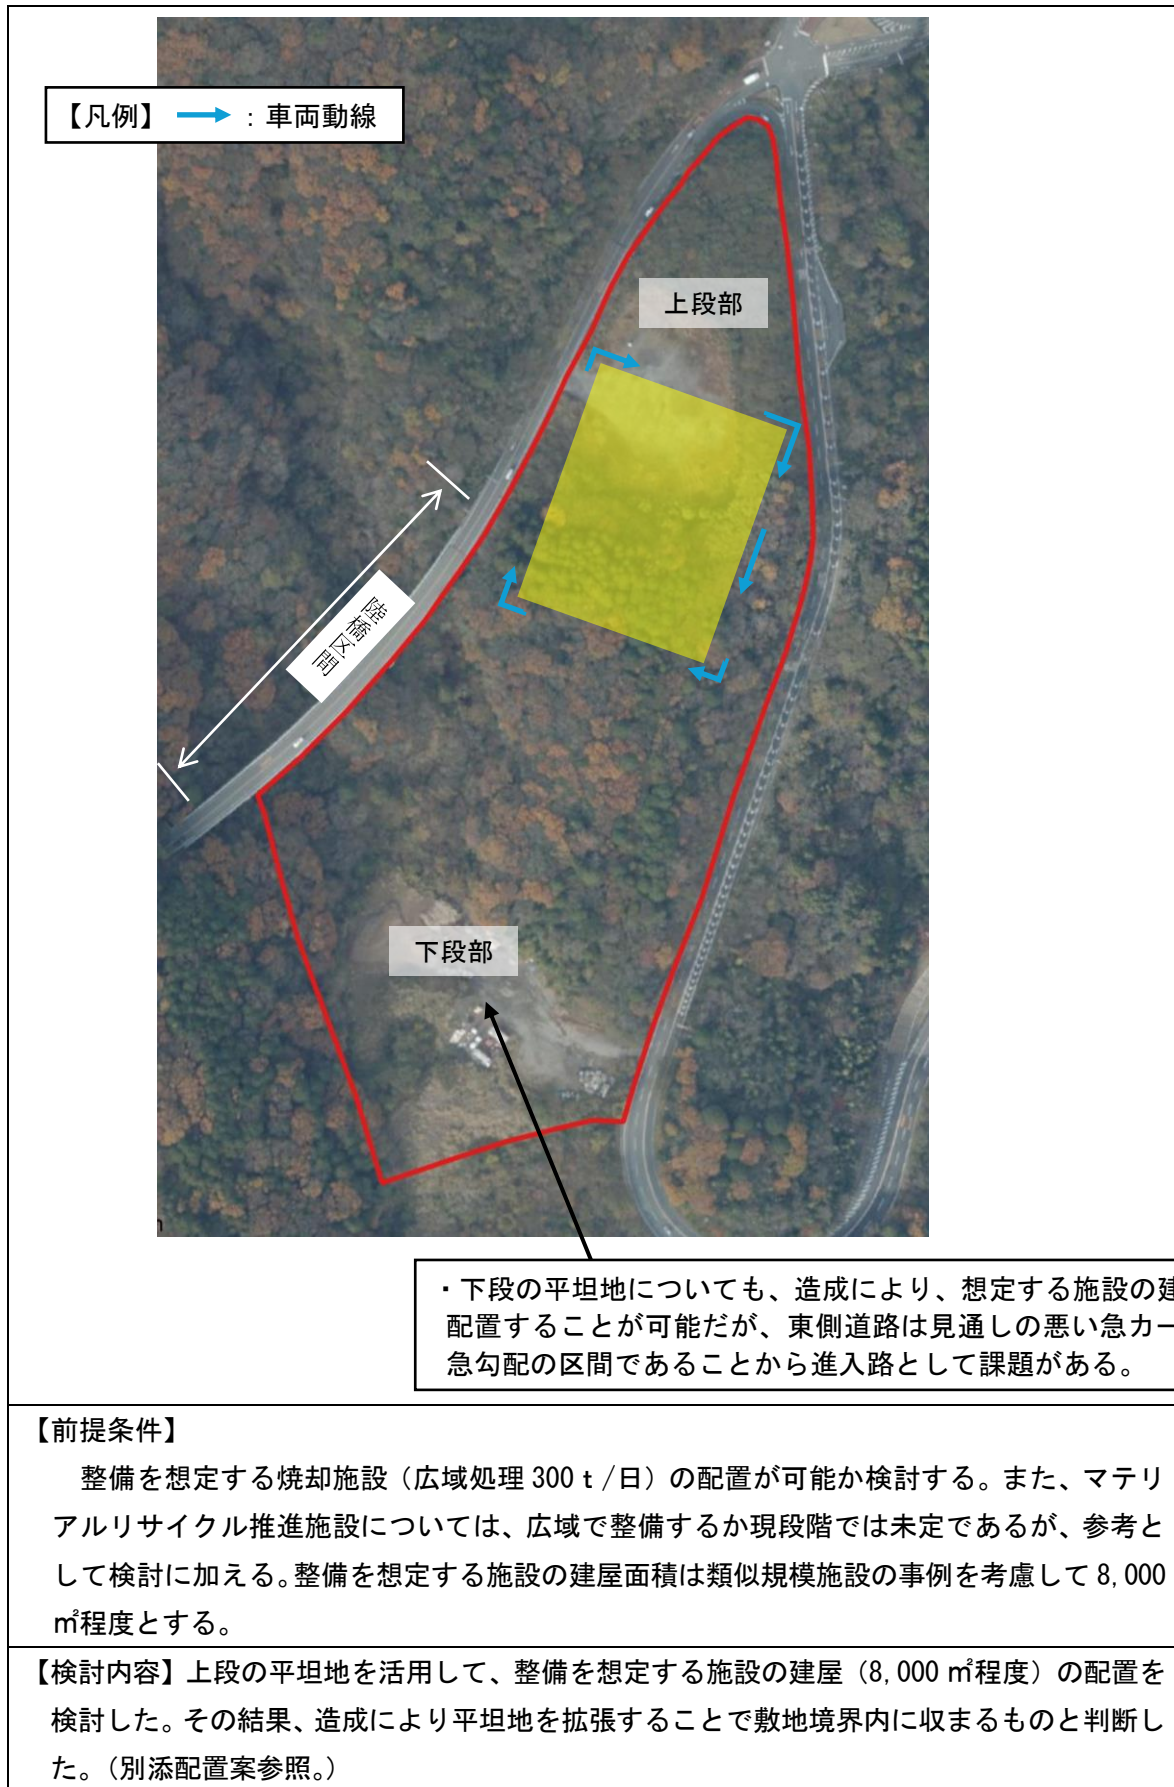 【凡例】 → : 車両動線
上段部
陸橋区間
下段部
・下段の平坦地についても、造成により、想定する施設の建
配置することが可能だが、東側道路は見通しの悪い急カー
急勾配の区間であることから進入路として課題がある。
【前提条件】
整備を想定する焼却施設（広域処理 300ｔ/日）の配置が可能か検討する。また、マテリ
アルリサイクル推進施設については、広域で整備するか現段階では未定であるが、参考と
して検討に加える。整備を想定する施設の建屋面積は類似規模施設の事例を考慮して 8,000
㎡程度とする。
【検討内容】上段の平坦地を活用して、整備を想定する施設の建屋（8,000 ㎡程度）の配置を
検討した。その結果、造成により平坦地を拡張することで敷地境界内に収まるものと判断し
た。（別添配置案参照。）